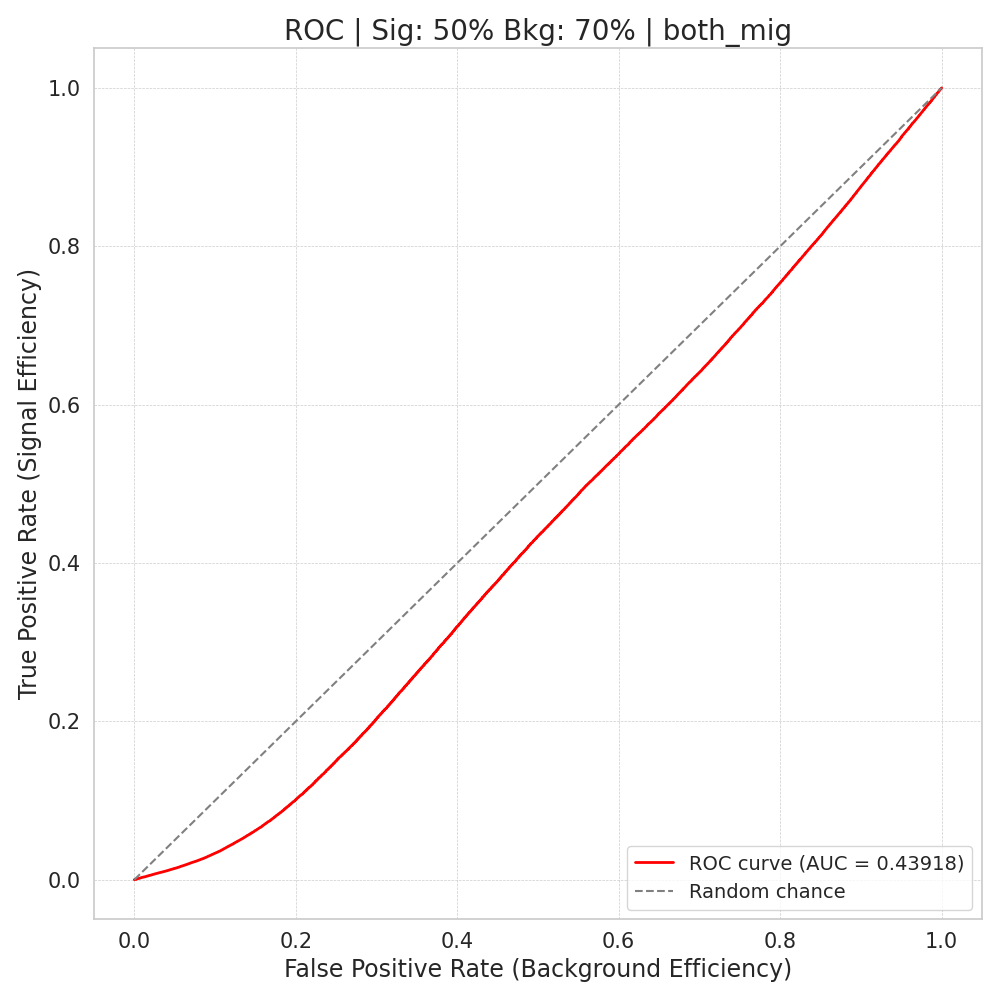 ROC | Sig: 50% Bkg: 70% | both_mig
True Positive Rate (Signal Efficiency)
1.0
0.8
0.6
0.4
0.2
0.0
ROC curve (AUC = 0.43918)
Random chance
0.0 0.2 0.4 0.6 0.8 1.0
False Positive Rate (Background Efficiency)